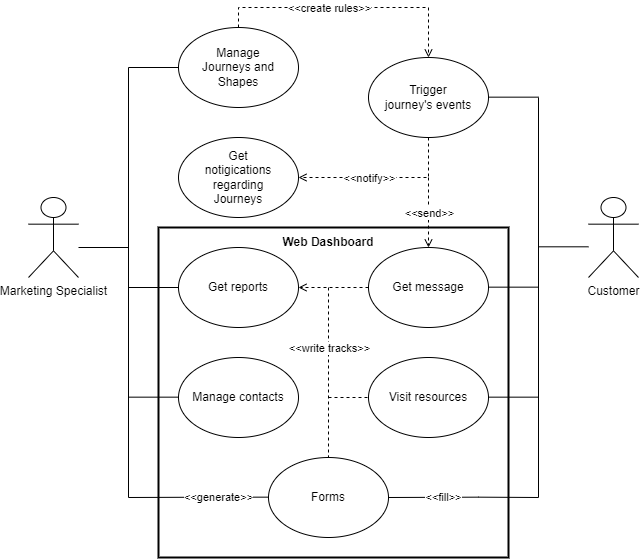 <<create rules>>
Manage
Journeys and
Shapes
Trigger
journey's events
Get
notigications
regarding
Journeys
<<notify>>
<<send>>
Web Dashboard
Marketing Specialist
Customer
Get reports
Get message
<<write tracks>>
Manage contacts
Visit resources
<<generate>>
Forms
<<fill>>